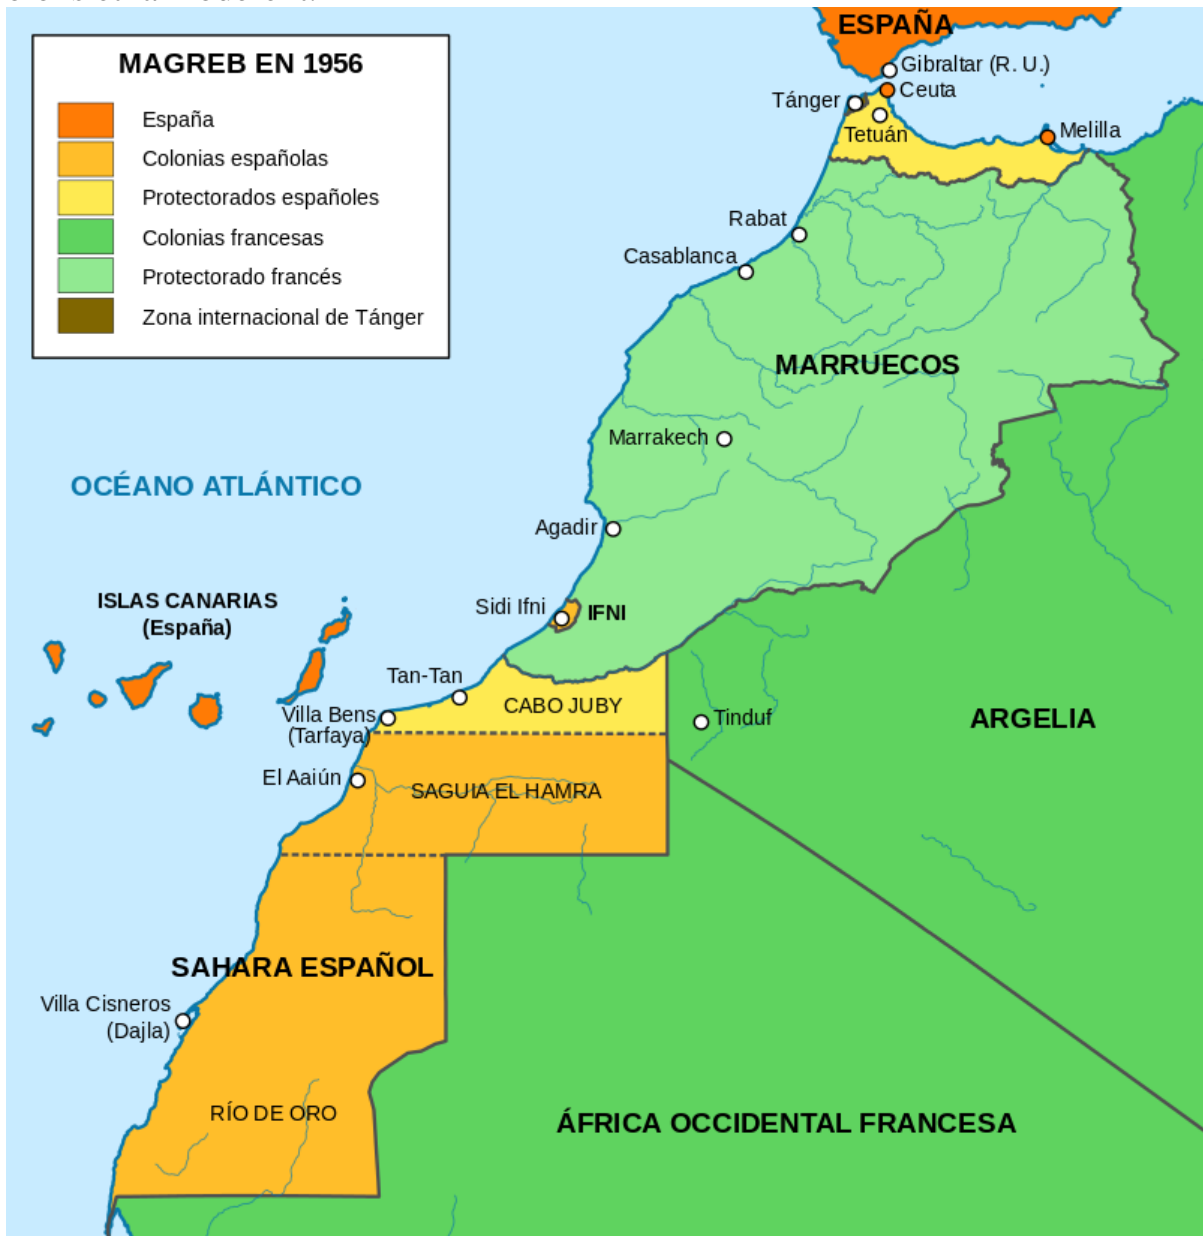 MAGREB EN 1956
España
Colonias españolas
Protectorados españoles
Colonias francesas
Protectorado francés
Zona internacional de Tánger
ESPAÑA
Gibraltar (R. U.)
Ceuta
Tánger
Tetuán
Melilla
Rabat
Casablanca
MARRUECOS
Marrakech
OCÉANO ATLÁNTICO
Agadir
ISLAS CANARIAS
(España)
Sidi Ifni
IFNI
Tan-Tan
CABO JUBY
Villa Bens
(Tarfaya)
Tinduf
ARGELIA
El Aaiún
SAGUIA EL HAMRA
SAHARA ESPAÑOL
Villa Cisneros
(Dajla)
RÍO DE ORO
ÁFRICA OCCIDENTAL FRANCESA